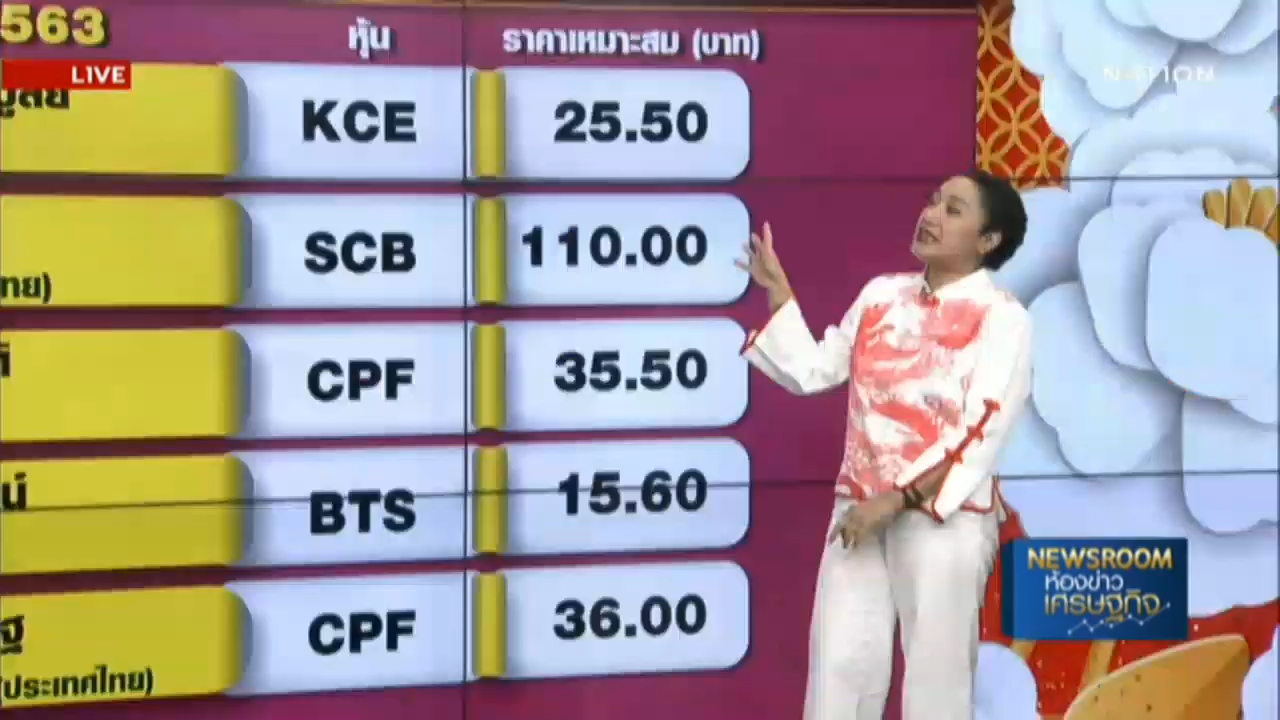 563 หุ้น ราคาเหมาะสม (บาท)
LIVE
NATION
KCE 25.50
SCB 110.00
ทย)
CPF 35.50
BTS 15.60
น์
CPF 36.00
ฐ
ประเทศไทย)
NEWSROOM
ห้องข่าว
เศรษฐกิจ